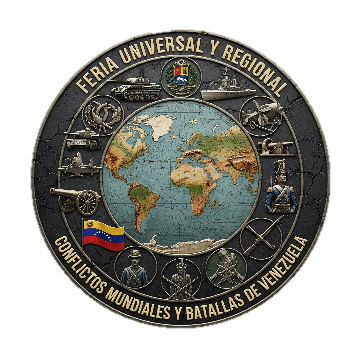 FERIA UNIVERSAL Y REGIONAL
CONFLICTOS MUNDIALES Y BATALLAS DE VENEZUELA